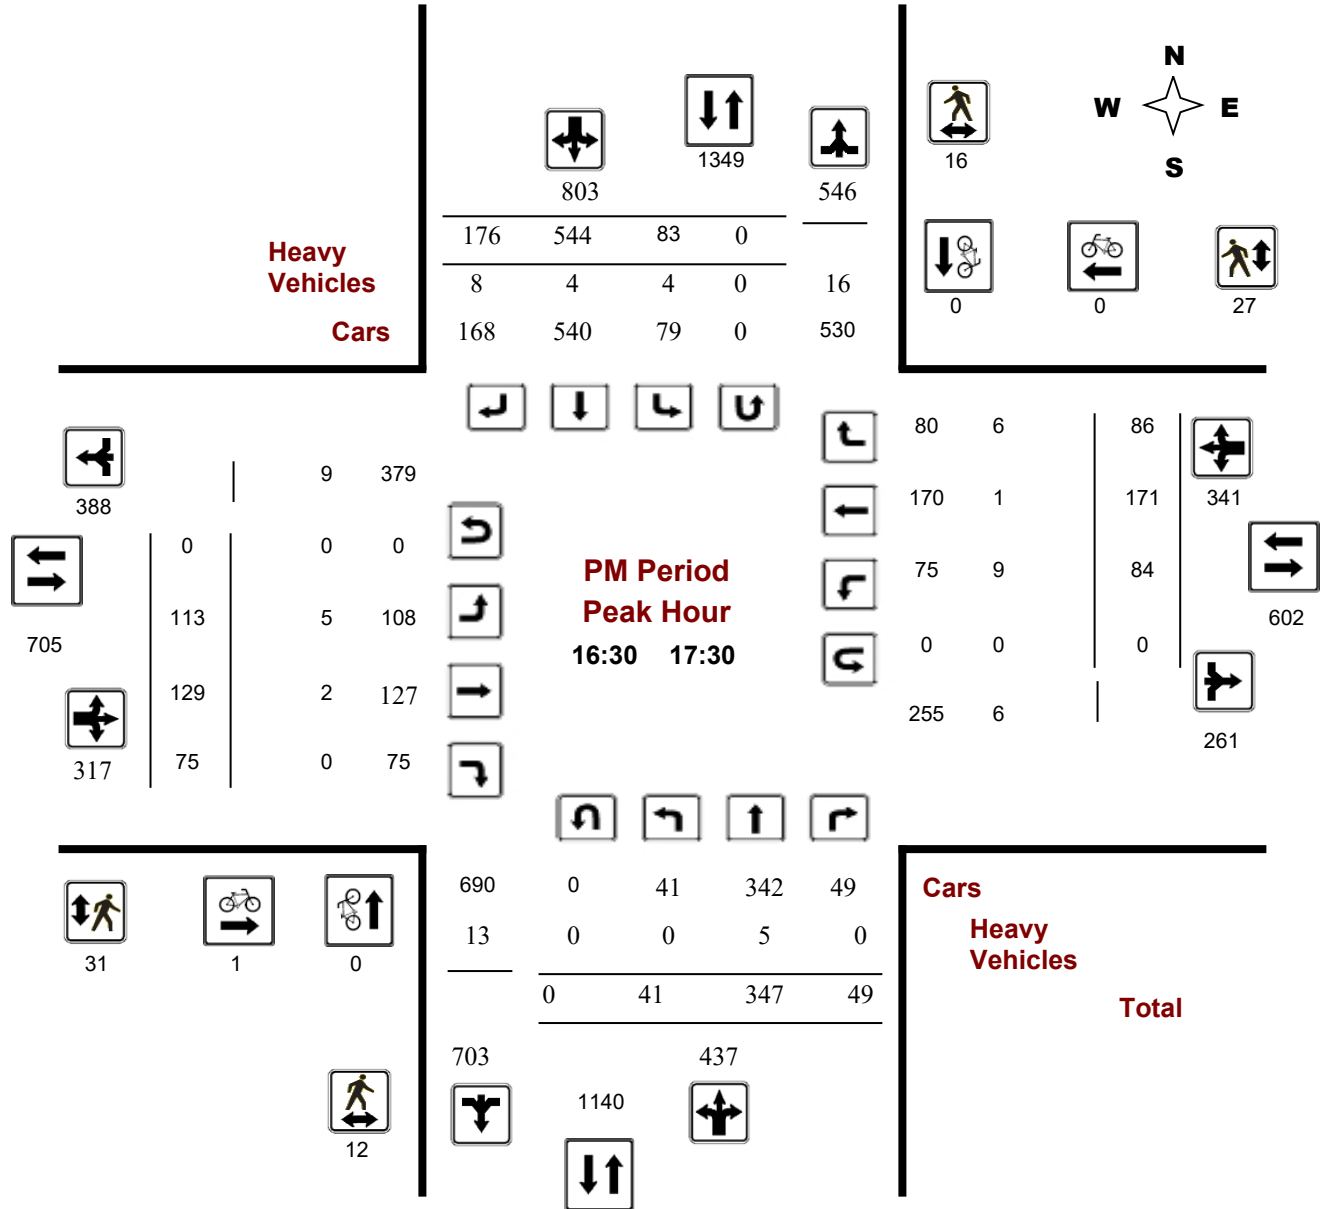 N
W E
S
1349
16
803
546
176 544 83 0
Heavy
Vehicles
8 4 4 0 16
0 0 27
Cars
168 540 79 0 530
80 6 86
9 379
388
170 1 171 341
0 0 0
PM Period
Peak Hour
75 9 84
113 5 108
602
705
16:30 17:30
0 0 0
129 2 127
255 6
261
317 75 0 75
690 0 41 342 49
Cars
13 0 0 5 0
Heavy
Vehicles
31 1 0
0 41 347 49
Total
703 437
1140
12